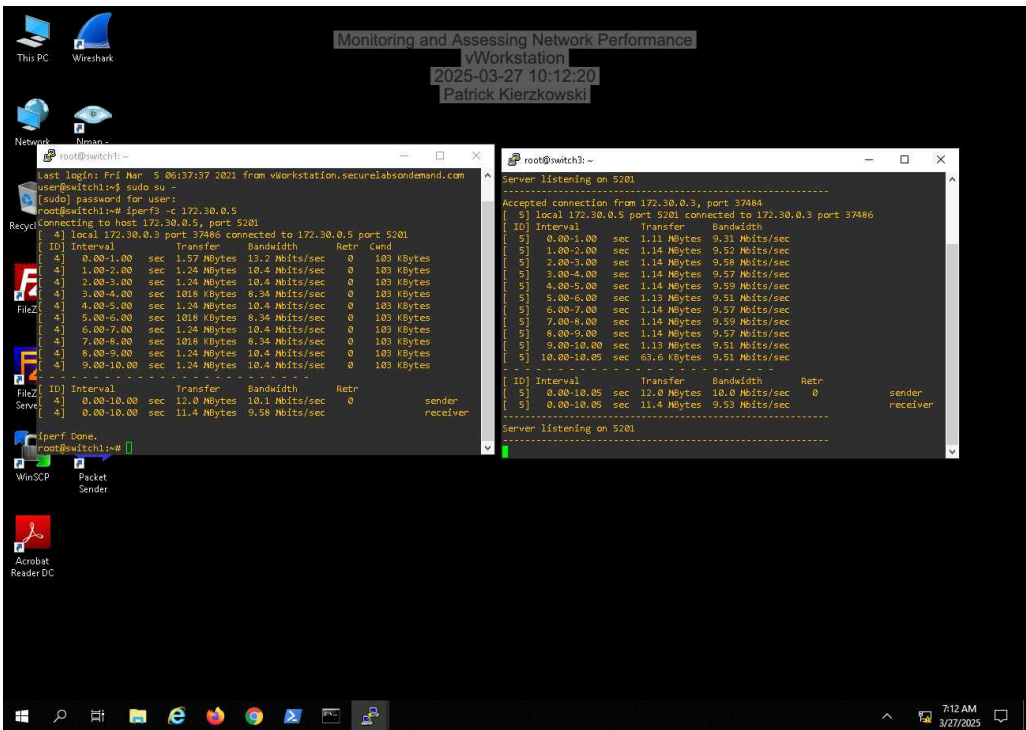 Monitoring and Assessing Network Performance
vWorkstation
2025-03-27 10:12:20
Patrick Kierzkowski
This PC
Wireshark
Network
Nmap -
Recycl
FileZ
FileZ
Serve
WinSCP
Packet
Sender
Acrobat
Reader DC
root@switch1: ~
Last login: Fri Mar  5 06:37:37 2021 from vWorkstation.securelabsondemand.com
user@switch1:~$ sudo su -
[sudo] password for user:
root@switch1:~# iperf3 -c 172.30.0.5
Connecting to host 172.30.0.5, port 5201
[  4] local 172.30.0.3 port 37486 connected to 172.30.0.5 port 5201
[ ID] Interval           Transfer     Bandwidth       Retr  Cwnd
[  4]   0.00-1.00   sec  1.57 MBytes  13.2 Mbits/sec    0    103 KBytes
[  4]   1.00-2.00   sec  1.24 MBytes  10.4 Mbits/sec    0    103 KBytes
[  4]   2.00-3.00   sec  1.24 MBytes  10.4 Mbits/sec    0    103 KBytes
[  4]   3.00-4.00   sec  1018 KBytes  8.34 Mbits/sec    0    103 KBytes
[  4]   4.00-5.00   sec  1.24 MBytes  10.4 Mbits/sec    0    103 KBytes
[  4]   5.00-6.00   sec  1018 KBytes  8.34 Mbits/sec    0    103 KBytes
[  4]   6.00-7.00   sec  1.24 MBytes  10.4 Mbits/sec    0    103 KBytes
[  4]   7.00-8.00   sec  1018 KBytes  8.34 Mbits/sec    0    103 KBytes
[  4]   8.00-9.00   sec  1.24 MBytes  10.4 Mbits/sec    0    103 KBytes
[  4]   9.00-10.00  sec  1.24 MBytes  10.4 Mbits/sec    0    103 KBytes
- - - - - - - - - - - - - - - - - - - - - - - - -
[ ID] Interval           Transfer     Bandwidth       Retr
[  4]   0.00-10.00  sec  12.0 MBytes  10.1 Mbits/sec    0             sender
[  4]   0.00-10.00  sec  11.4 MBytes  9.58 Mbits/sec                  receiver
iperf Done.
root@switch1:~#
root@switch3: ~
Server listening on 5201
-----------------------------------------------------------
Accepted connection from 172.30.0.3, port 37484
[  5] local 172.30.0.5 port 5201 connected to 172.30.0.3 port 37486
[ ID] Interval           Transfer     Bandwidth
[  5]   0.00-1.00   sec  1.11 MBytes  9.31 Mbits/sec
[  5]   1.00-2.00   sec  1.14 MBytes  9.52 Mbits/sec
[  5]   2.00-3.00   sec  1.14 MBytes  9.58 Mbits/sec
[  5]   3.00-4.00   sec  1.14 MBytes  9.57 Mbits/sec
[  5]   4.00-5.00   sec  1.14 MBytes  9.59 Mbits/sec
[  5]   5.00-6.00   sec  1.13 MBytes  9.51 Mbits/sec
[  5]   6.00-7.00   sec  1.14 MBytes  9.57 Mbits/sec
[  5]   7.00-8.00   sec  1.14 MBytes  9.59 Mbits/sec
[  5]   8.00-9.00   sec  1.14 MBytes  9.57 Mbits/sec
[  5]   9.00-10.00  sec  1.13 MBytes  9.51 Mbits/sec
[  5]  10.00-10.05  sec  63.6 KBytes  9.51 Mbits/sec
- - - - - - - - - - - - - - - - - - - - - - - - -
[ ID] Interval           Transfer     Bandwidth       Retr
[  5]   0.00-10.05  sec  12.0 MBytes  10.0 Mbits/sec    0             sender
[  5]   0.00-10.05  sec  11.4 MBytes  9.53 Mbits/sec                  receiver
-----------------------------------------------------------
Server listening on 5201
-----------------------------------------------------------
7:12 AM
3/27/2025